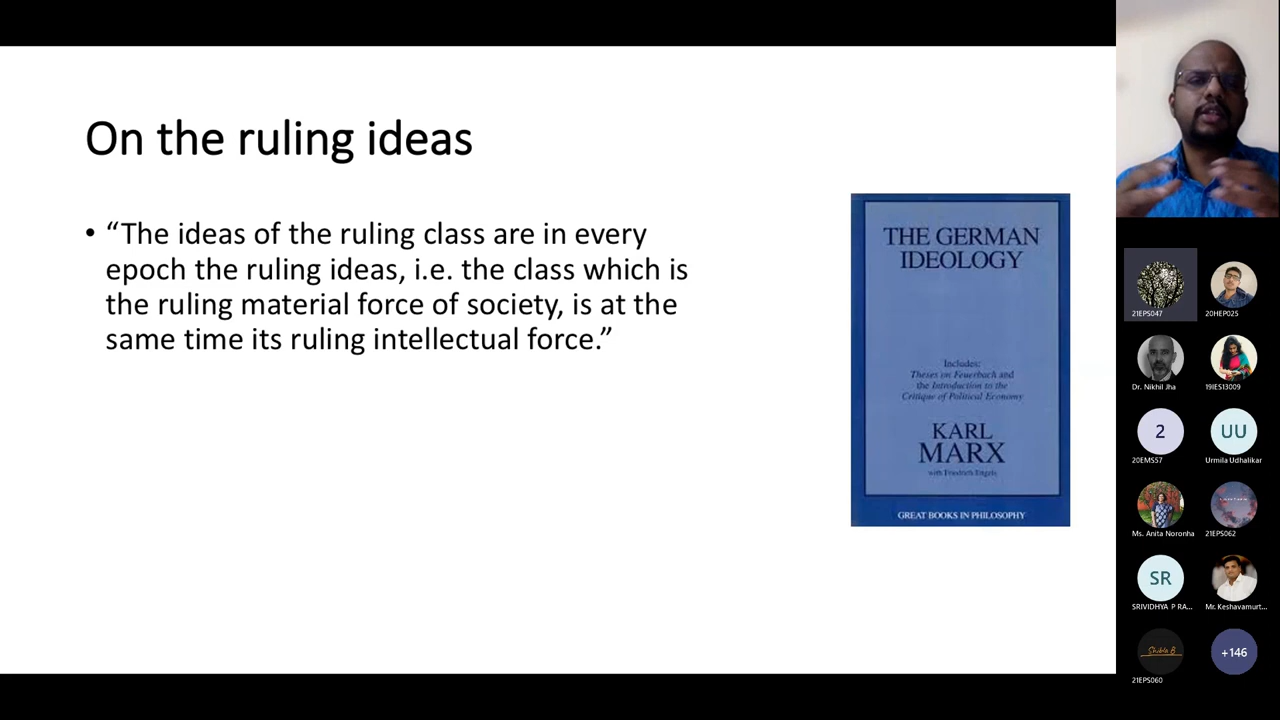 On the ruling ideas
• “The ideas of the ruling class are in every
epoch the ruling ideas, i.e. the class which is
the ruling material force of society, is at the
same time its ruling intellectual force.”
THE GERMAN
IDEOLOGY
Includes:
Theses on Feuerbach and
the Introduction to the
Critique of Political Economy
KARL
MARX
with Friedrich Engels
GREAT BOOKS IN PHILOSOPHY
21EPS047
20HEP025
Dr. Nikhil Jha
19IES13009
2
20EMS57
UU
Urmila Udhalikar
Ms. Anita Noronha
21EPS062
SR
SRIVIDHYA P RA...
Mr. Keshavamurt...
Shibla B
21EPS060
+146